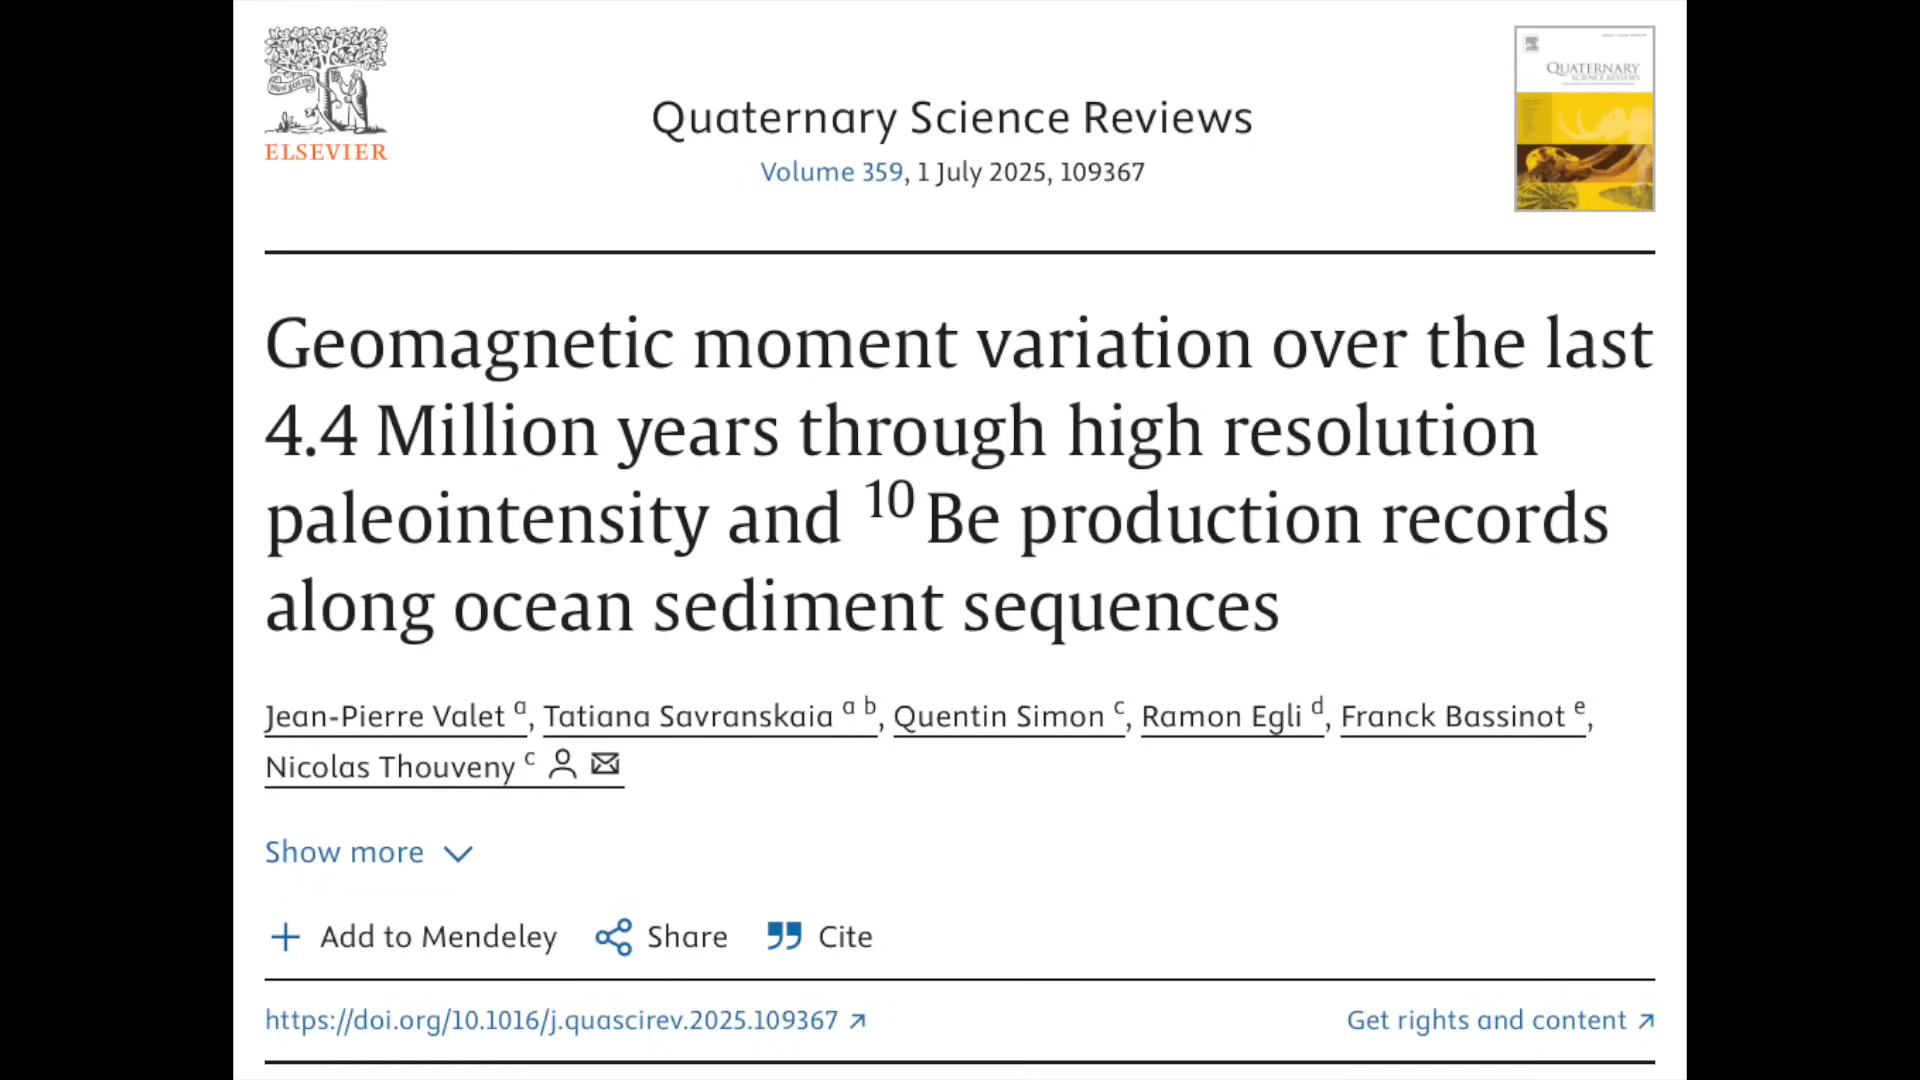 ELSEVIER
Quaternary Science Reviews
Volume 359, 1 July 2025, 109367
QUATERNARY
SCIENCE REVIEWS
Geomagnetic moment variation over the last
4.4 Million years through high resolution
paleointensity and ¹⁰Be production records
along ocean sediment sequences
Jean-Pierre Valet a, Tatiana Savranskaia a b, Quentin Simon c, Ramon Egli d, Franck Bassinot e,
Nicolas Thouveny c
Show more
Add to Mendeley Share Cite
https://doi.org/10.1016/j.quascirev.2025.109367 Get rights and content